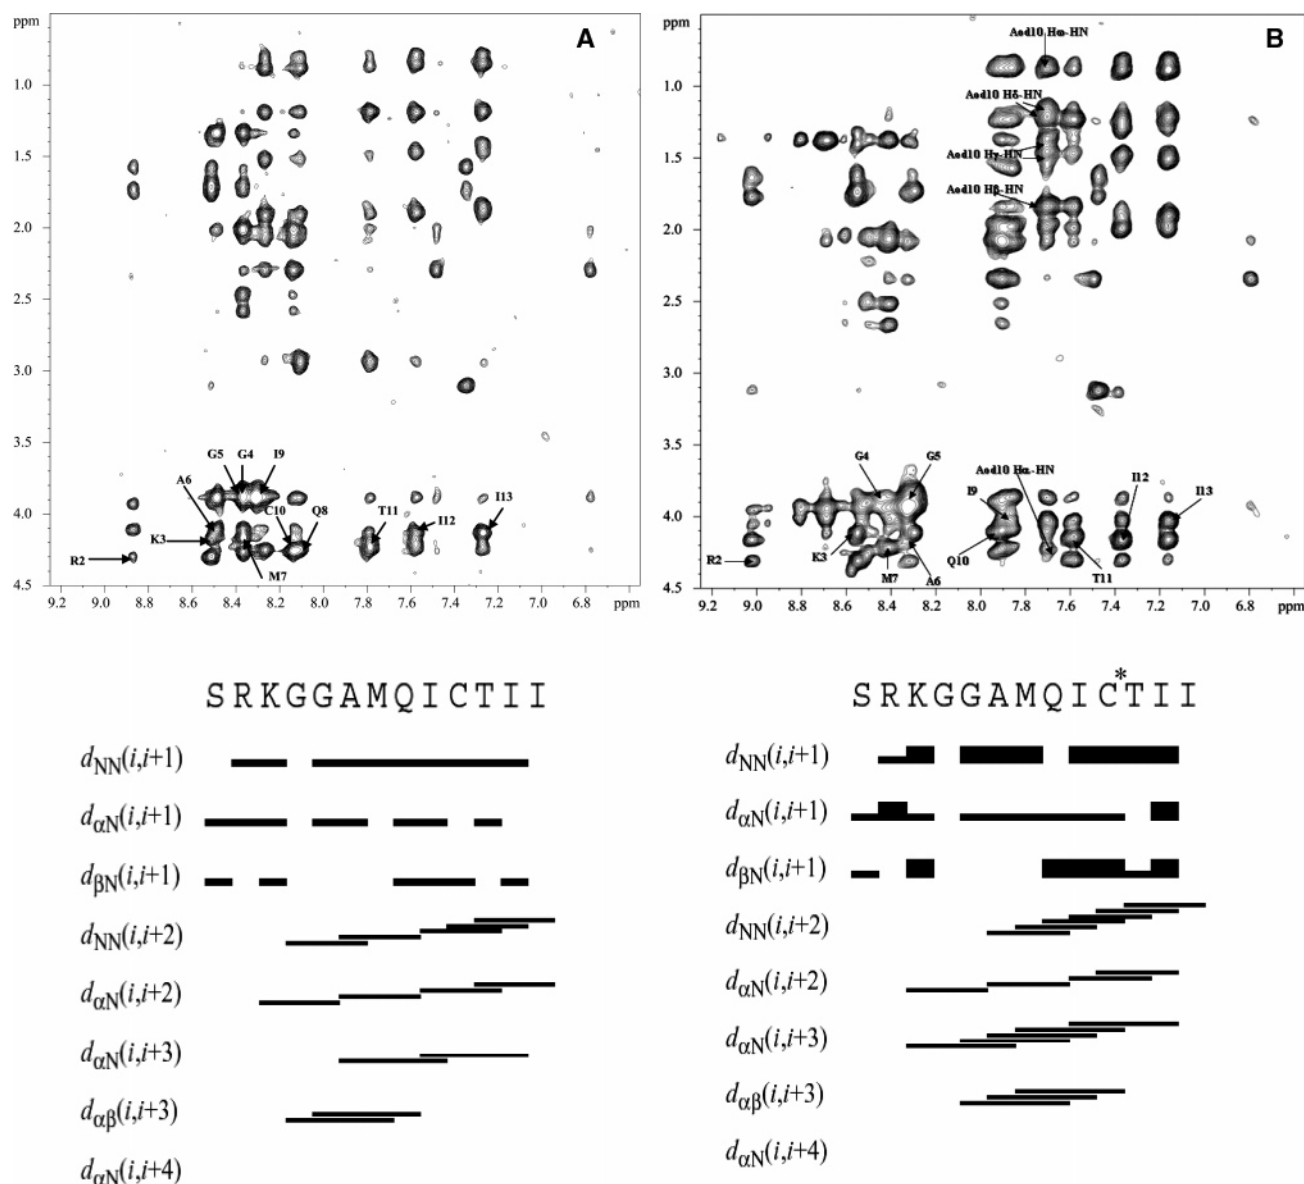 ppm
A
1.0
1.5
2.0
2.5
3.0
3.5
4.0
4.5
G5 G4 I9
A6
C10 Q8
T11
I12
I13
K3
R2
M7
9.2 9.0 8.8 8.6 8.4 8.2 8.0 7.8 7.6 7.4 7.2 7.0 6.8 ppm
ppm
B
Aod10 Hω-HN
1.0
Aod10 Hδ-HN
1.5
Aod10 Hγ-HN
Aod10 Hβ-HN
2.0
2.5
3.0
3.5
4.0
4.5
G4 G5
Aod10 Hα-HN
I9
I12
I13
R2
K3
M7
A6
Q10
T11
9.2 9.0 8.8 8.6 8.4 8.2 8.0 7.8 7.6 7.4 7.2 7.0 6.8 ppm
SRKGGAMQICTII
dNN(i,i+1)
dαN(i,i+1)
dβN(i,i+1)
dNN(i,i+2)
dαN(i,i+2)
dαN(i,i+3)
dαβ(i,i+3)
dαN(i,i+4)
SRKGGAMQIC*TII
dNN(i,i+1)
dαN(i,i+1)
dβN(i,i+1)
dNN(i,i+2)
dαN(i,i+2)
dαN(i,i+3)
dαβ(i,i+3)
dαN(i,i+4)